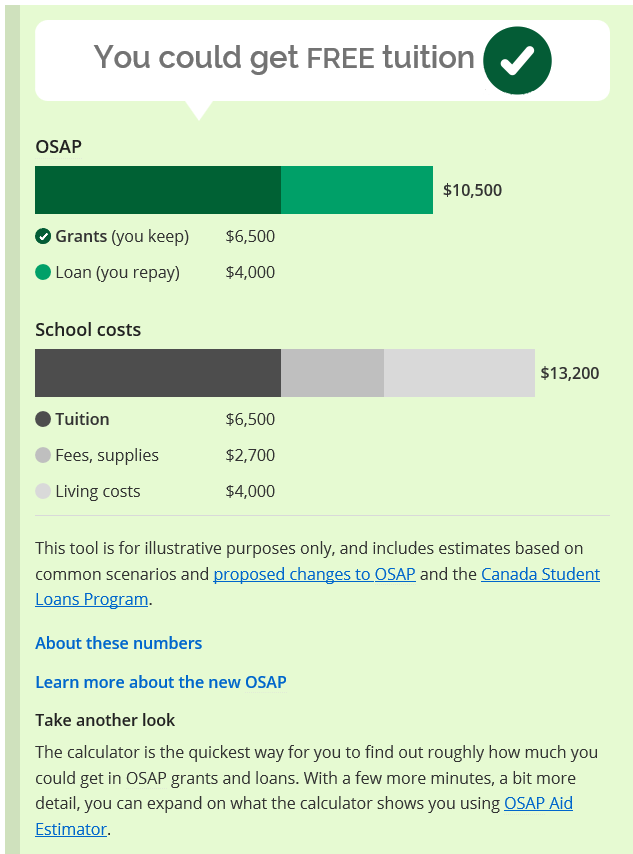 You could get FREE tuition
OSAP
$10,500
Grants (you keep) $6,500
Loan (you repay) $4,000
School costs
$13,200
Tuition $6,500
Fees, supplies $2,700
Living costs $4,000
This tool is for illustrative purposes only, and includes estimates based on
common scenarios and proposed changes to OSAP and the Canada Student
Loans Program.
About these numbers
Learn more about the new OSAP
Take another look
The calculator is the quickest way for you to find out roughly how much you
could get in OSAP grants and loans. With a few more minutes, a bit more
detail, you can expand on what the calculator shows you using OSAP Aid
Estimator.